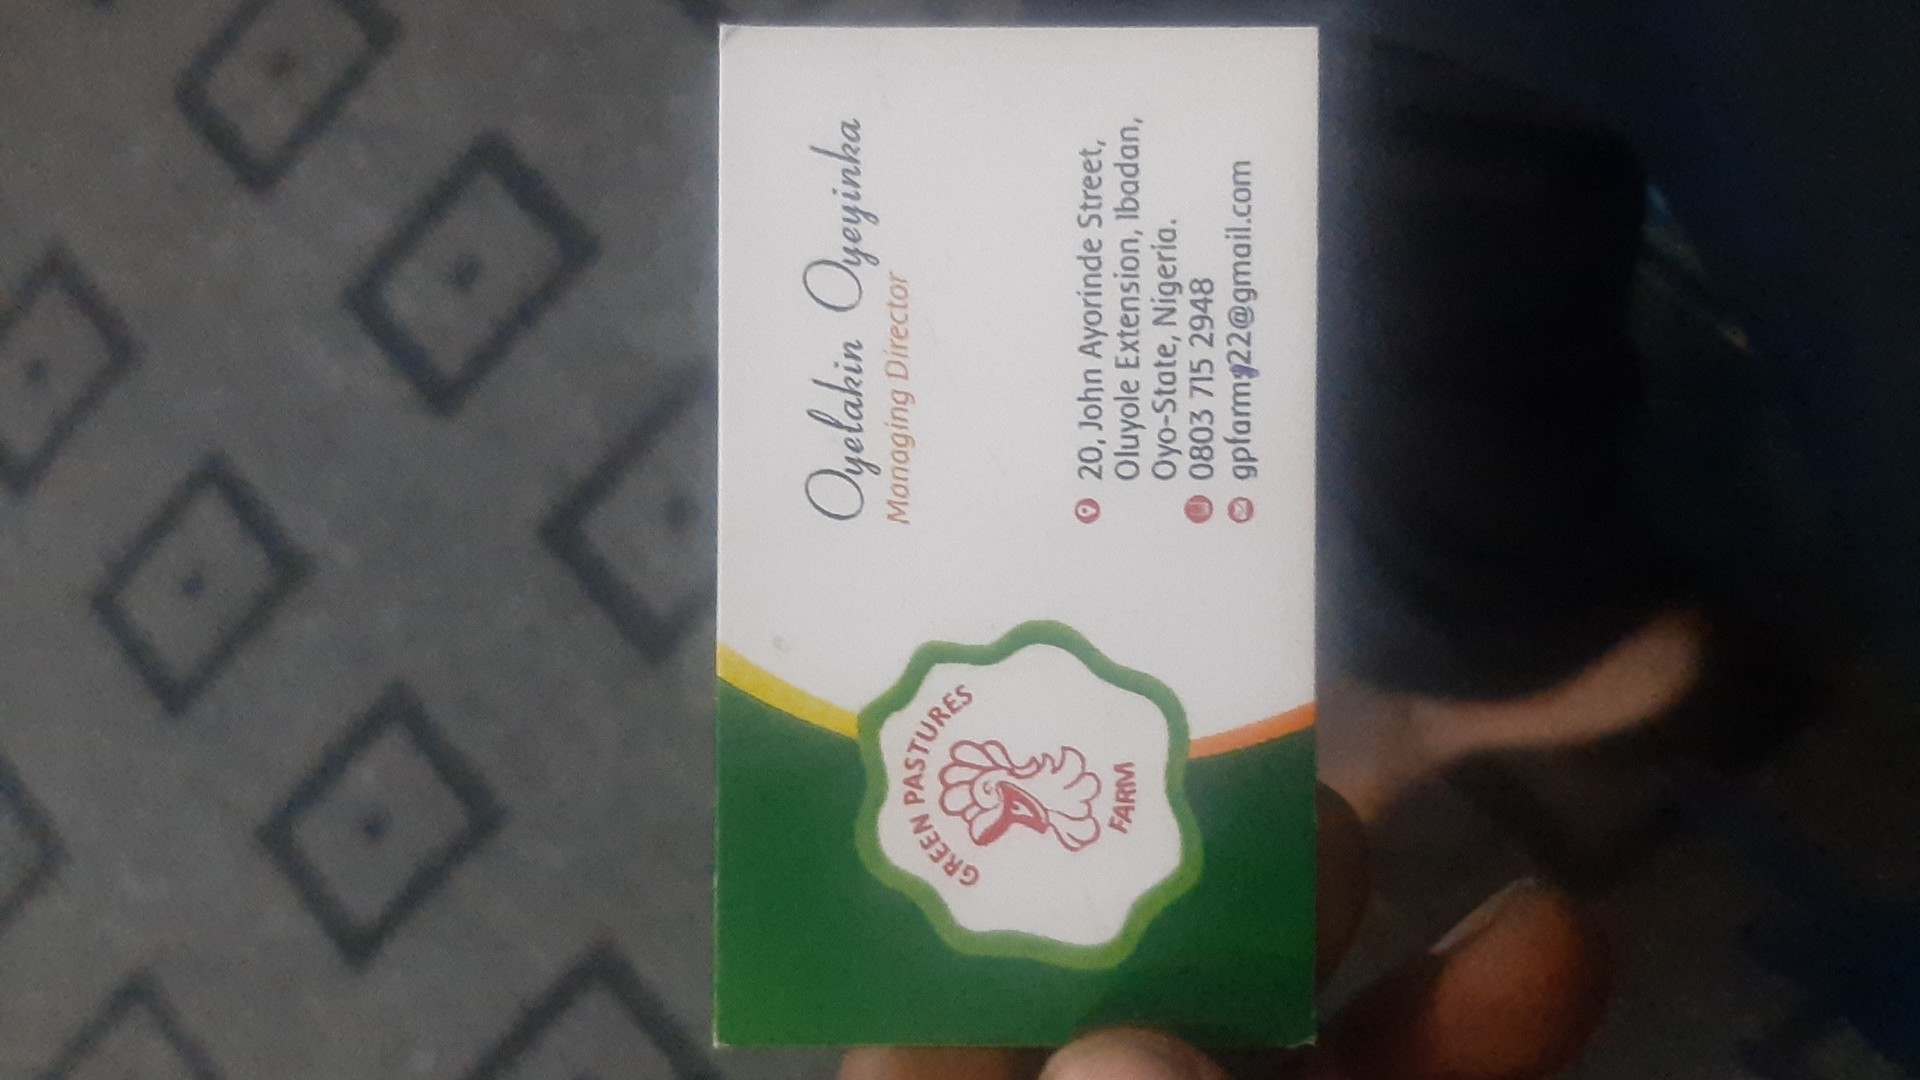 GREEN PASTURES
FARM
Oyelakin Oyeyinka
Managing Director
20, John Ayorinde Street,
Oluyole Extension, Ibadan,
Oyo-State, Nigeria.
0803 715 2948